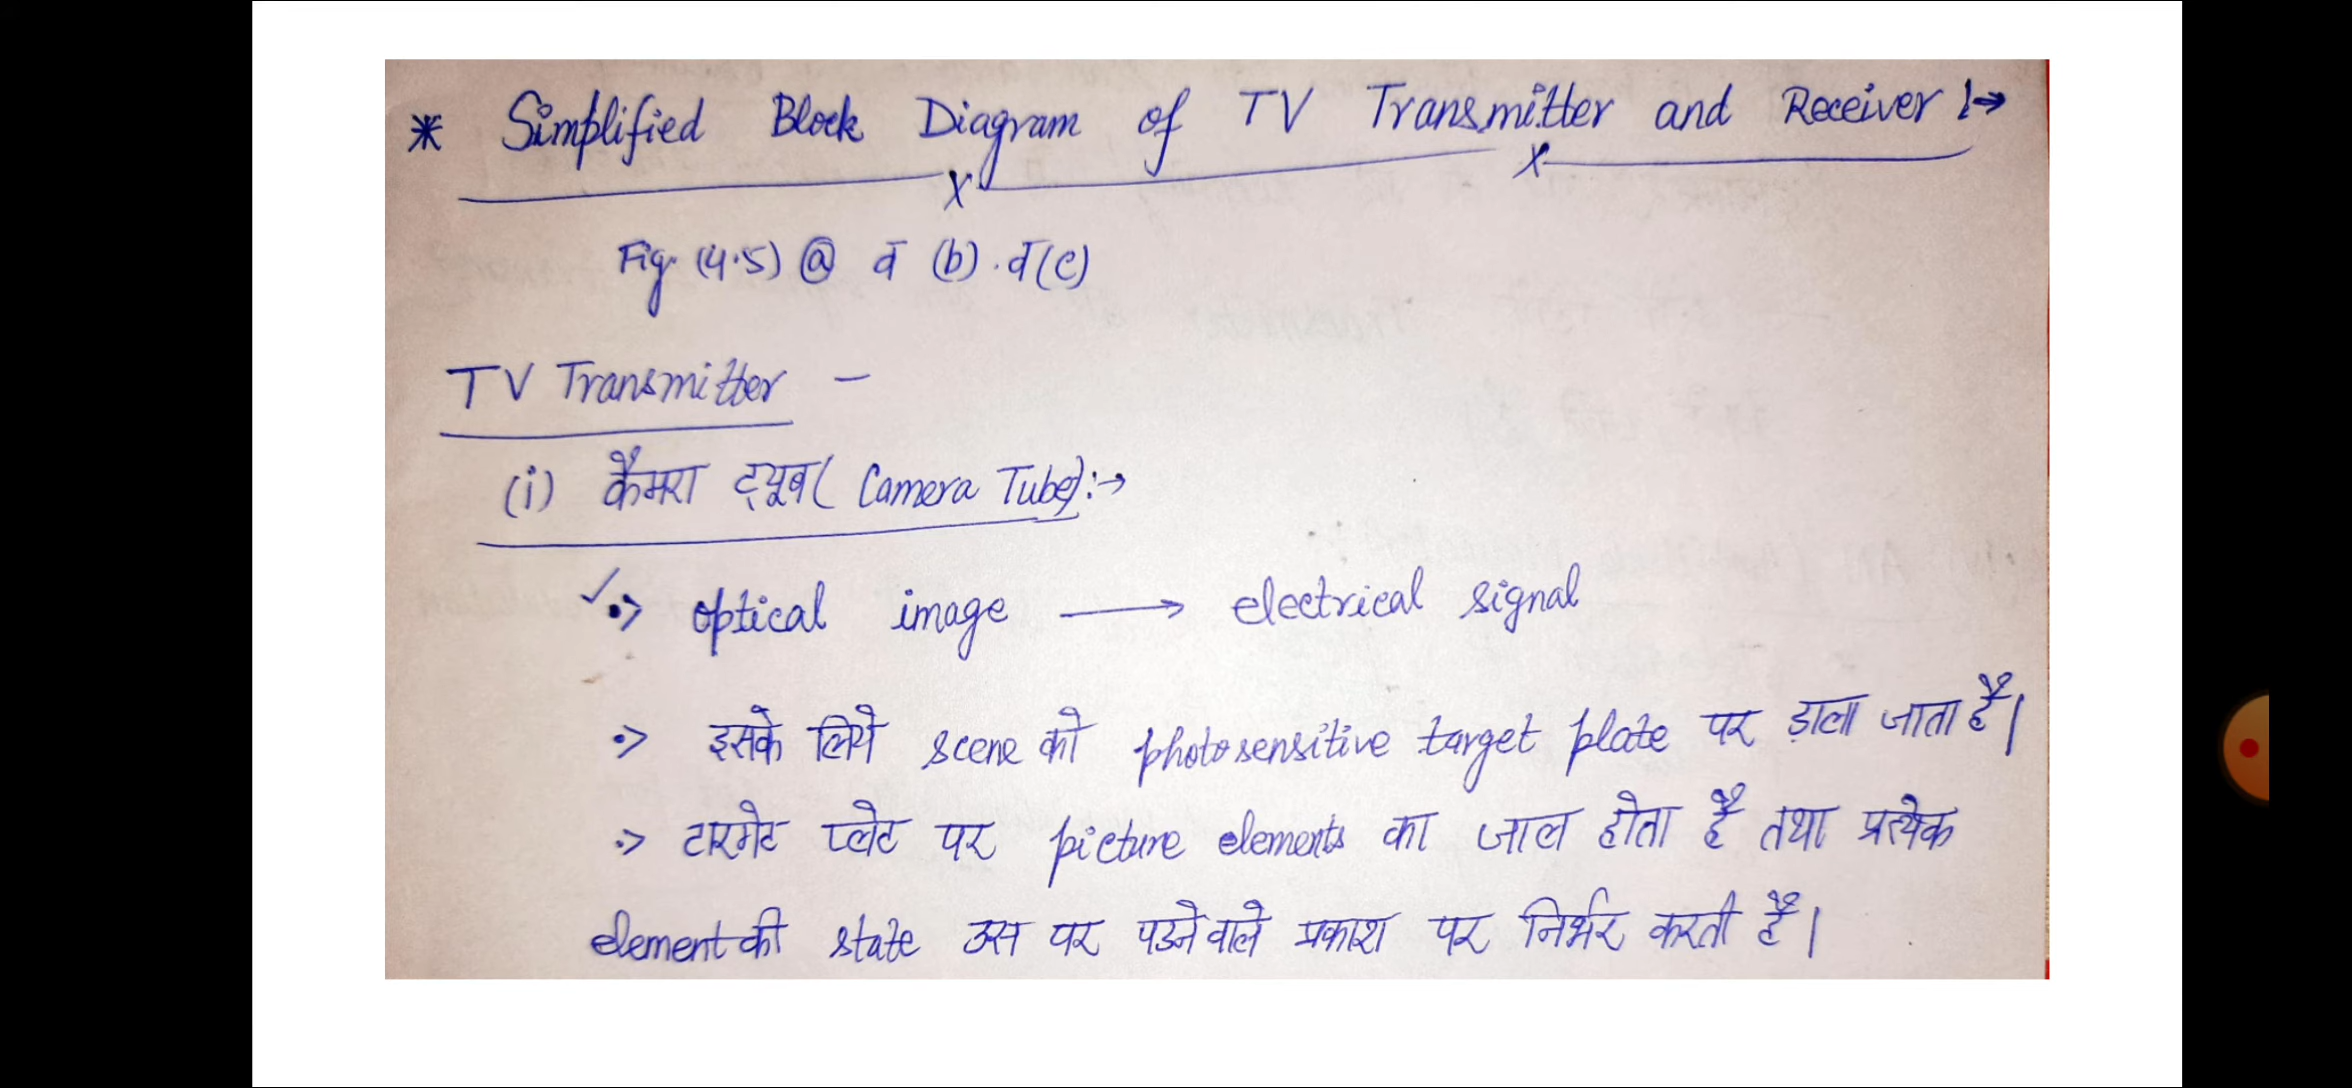 * Simplified Block Diagram of TV Transmitter and Receiver :→
Fig. (4.5) ⓐ व (b) . व (c)
TV Transmitter -
(i) कैमरा ट्यूब ( Camera Tube) :→
✓ •> optical image ⟶ electrical signal
•> इसके लिये scene को photosensitive target plate पर ड़ाला जाता है।
•> टारगेट प्लेट पर picture elements का जाल होता है तथा प्रत्येक
element की state उस पर पडने वाले प्रकाश पर निर्भर करती है।